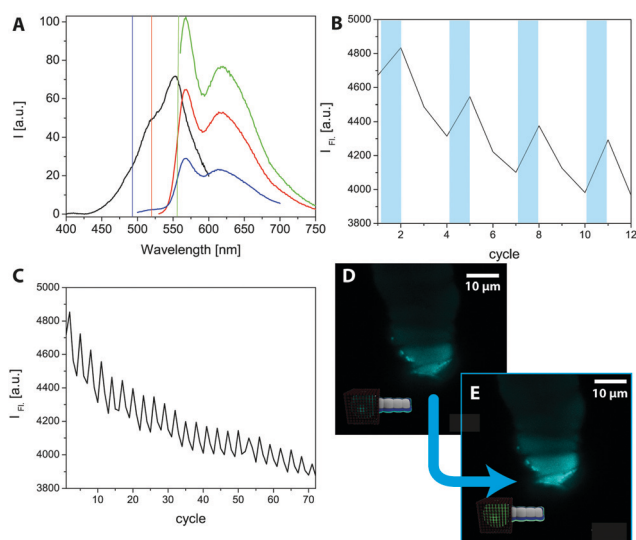 A
I [a.u.]
100
80
60
40
20
0
400 450 500 550 600 650 700 750
Wavelength [nm]
B
I Fl. [a.u.]
5000
4800
4600
4400
4200
4000
3800
2 4 6 8 10 12
cycle
C
I Fl. [a.u.]
5000
4800
4600
4400
4200
4000
3800
10 20 30 40 50 60 70
cycle
D
10 µm
E
10 µm